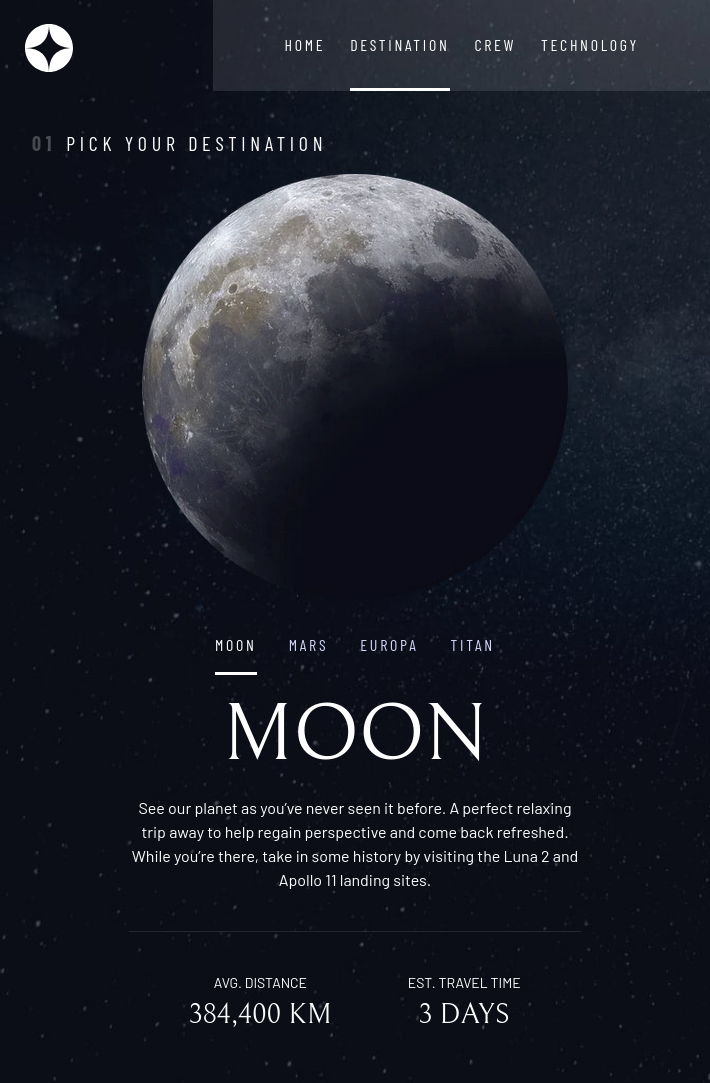 HOME DESTINATION CREW TECHNOLOGY
01 PICK YOUR DESTINATION
MOON MARS EUROPA TITAN
MOON
See our planet as you’ve never seen it before. A perfect relaxing
trip away to help regain perspective and come back refreshed.
While you’re there, take in some history by visiting the Luna 2 and
Apollo 11 landing sites.
AVG. DISTANCE EST. TRAVEL TIME
384,400 KM 3 DAYS